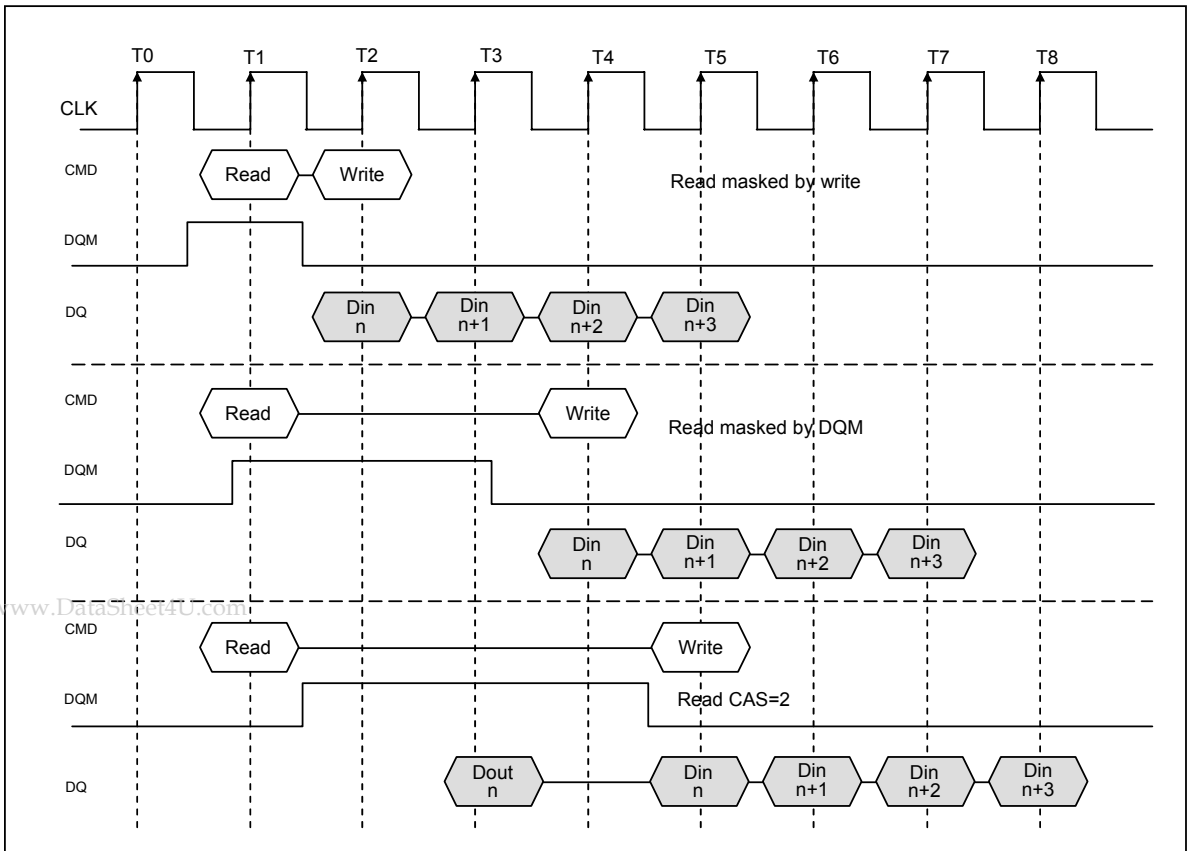 T0 T1 T2 T3 T4 T5 T6 T7 T8
CLK
CMD Read Write Read masked by write
DQM
DQ
Din n
Din n+1
Din n+2
Din n+3
CMD Read Write Read masked by DQM
DQM
DQ
Din n
Din n+1
Din n+2
Din n+3
www.DataSheet4U.com
CMD Read Write
DQM Read CAS=2
DQ
Dout n
Din n
Din n+1
Din n+2
Din n+3